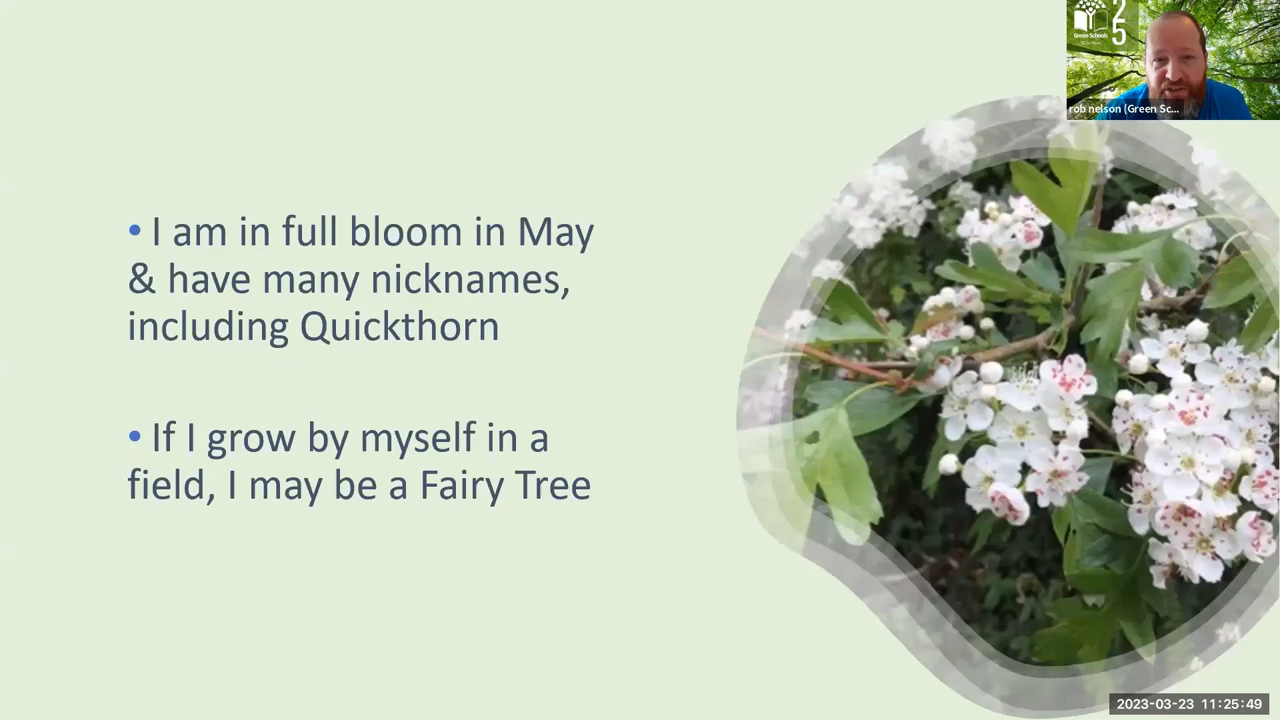 25
Green-Schools
rob nelson (Green Sc...
• I am in full bloom in May
& have many nicknames,
including Quickthorn
• If I grow by myself in a
field, I may be a Fairy Tree
2023-03-23 11:25:49